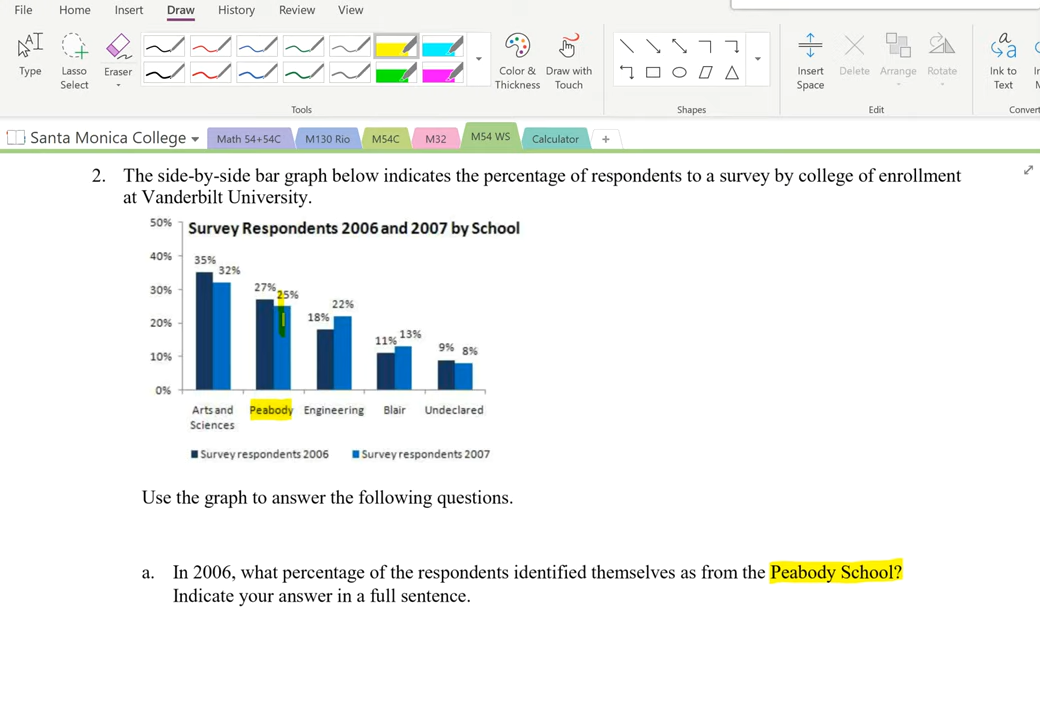 File Home Insert Draw History Review View
Type
Lasso Select
Eraser
Color & Thickness
Draw with Touch
Insert Space
Delete
Arrange
Rotate
Ink to Text
Tools
Shapes
Edit
Convert
Santa Monica College
Math 54+54C M130 Rio M54C M32 M54 WS Calculator +
2. The side-by-side bar graph below indicates the percentage of respondents to a survey by college of enrollment
at Vanderbilt University.
Survey Respondents 2006 and 2007 by School
50%
40%
30%
20%
10%
0%
35% 32%
27% 25%
18% 22%
11% 13%
9% 8%
Arts and Sciences
Peabody
Engineering
Blair
Undeclared
Survey respondents 2006
Survey respondents 2007
Use the graph to answer the following questions.
a. In 2006, what percentage of the respondents identified themselves as from the Peabody School?
Indicate your answer in a full sentence.